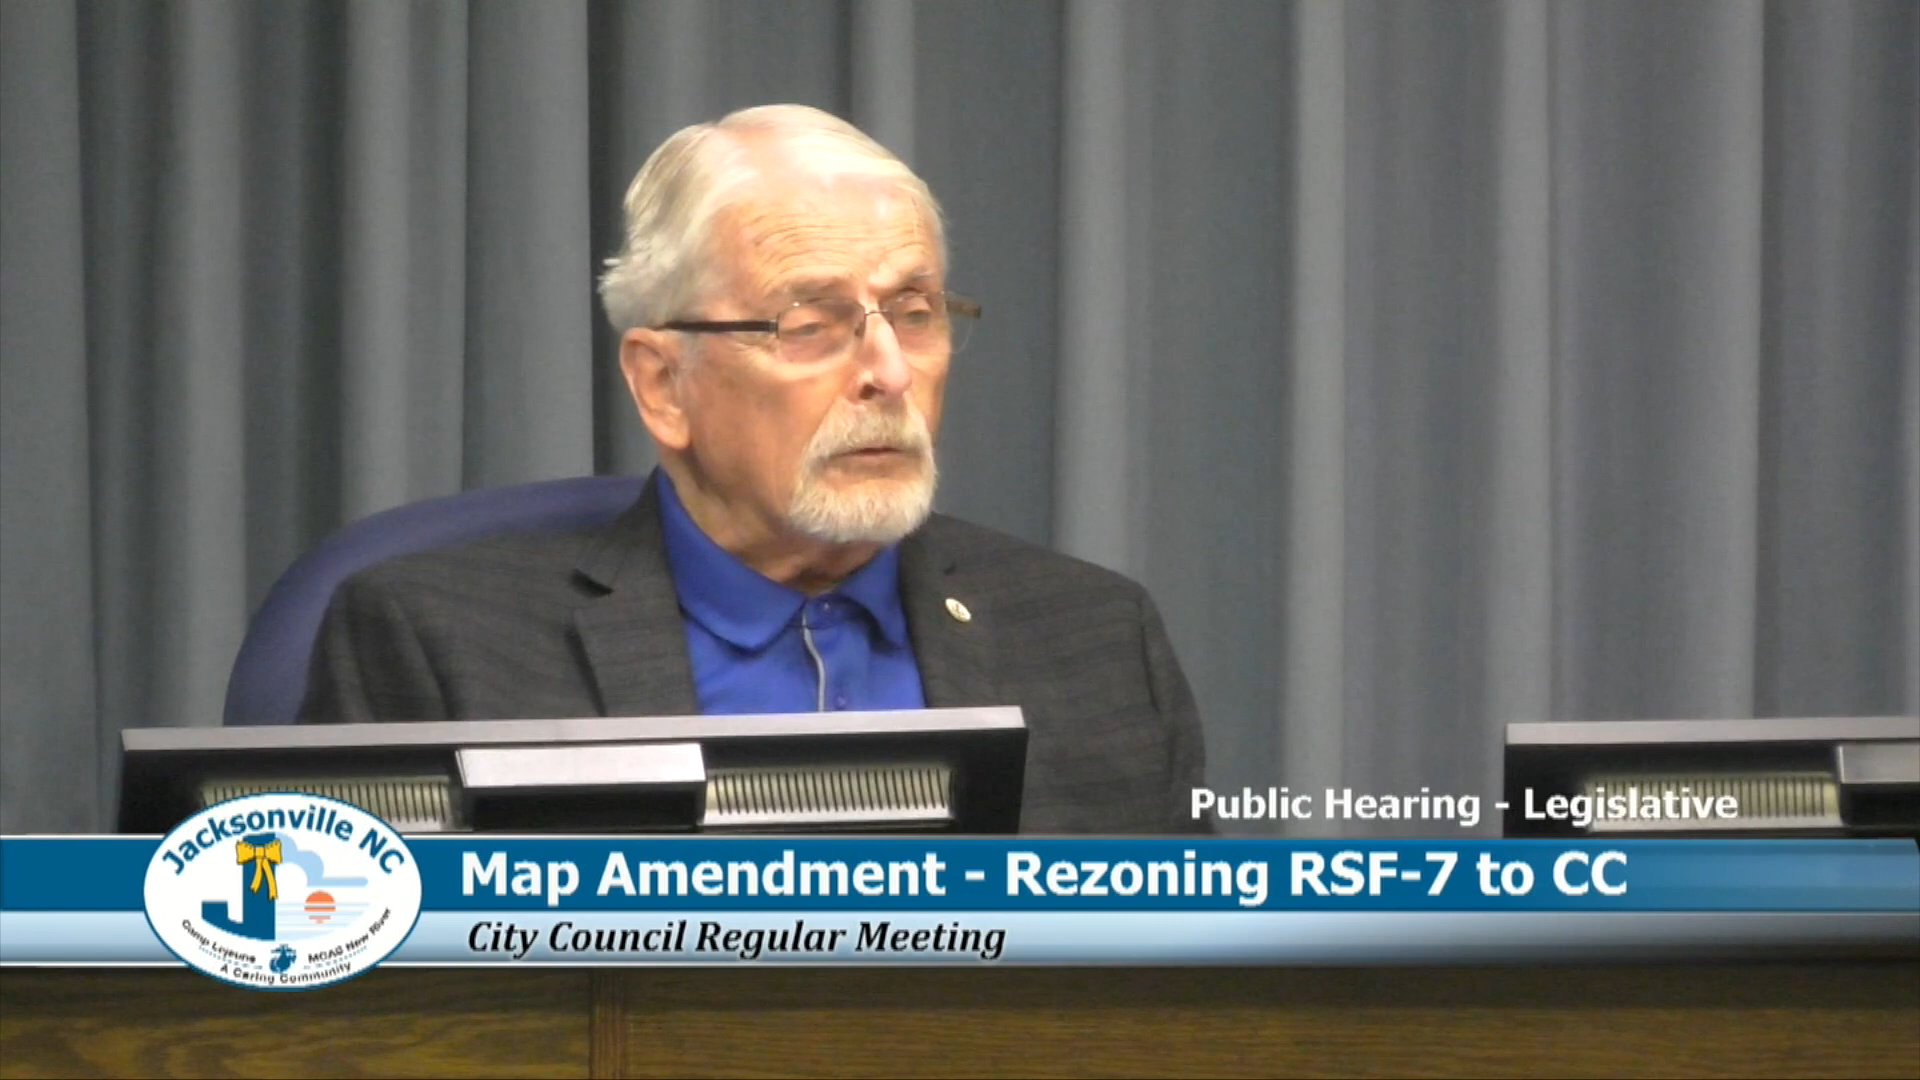 Public Hearing - Legislative
Jacksonville NC
Map Amendment - Rezoning RSF-7 to CC
City Council Regular Meeting
Camp Lejeune
MCAS New River
A Caring Community